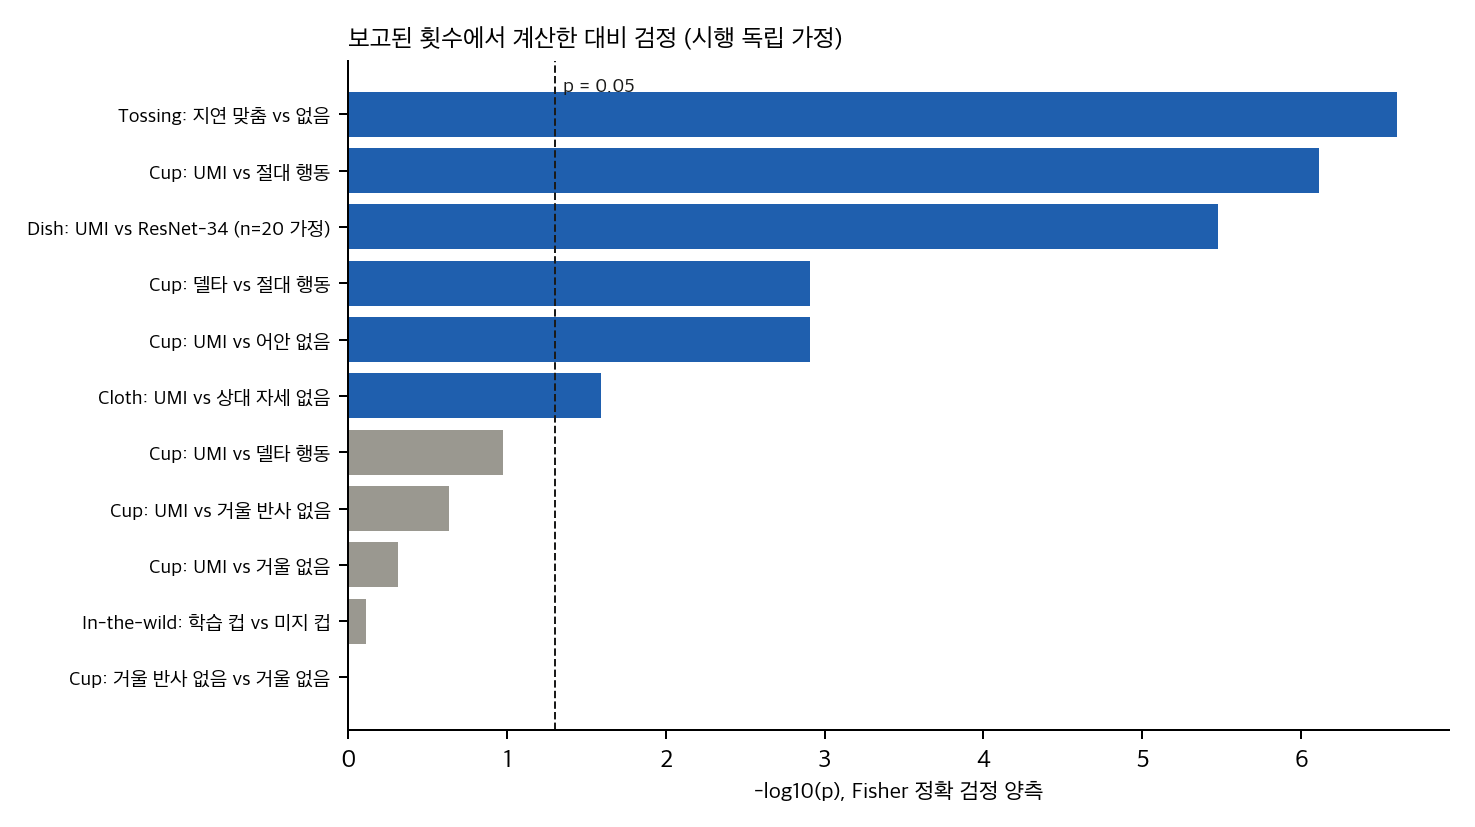 보고된 횟수에서 계산한 대비 검정 (시행 독립 가정)
p = 0.05
Tossing: 지연 맞춤 vs 없음
Cup: UMI vs 절대 행동
Dish: UMI vs ResNet-34 (n=20 가정)
Cup: 델타 vs 절대 행동
Cup: UMI vs 어안 없음
Cloth: UMI vs 상대 자세 없음
Cup: UMI vs 델타 행동
Cup: UMI vs 거울 반사 없음
Cup: UMI vs 거울 없음
In-the-wild: 학습 컵 vs 미지 컵
Cup: 거울 반사 없음 vs 거울 없음
0 1 2 3 4 5 6
-log10(p), Fisher 정확 검정 양측